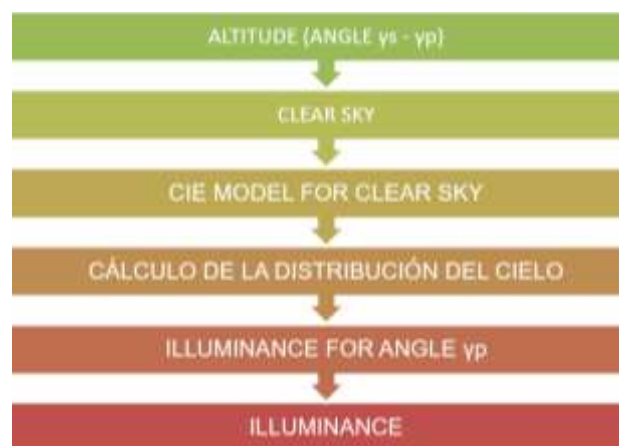 ALTITUDE (ANGLE γs - γp)
CLEAR SKY
CIE MODEL FOR CLEAR SKY
CÁLCULO DE LA DISTRIBUCIÓN DEL CIELO
ILLUMINANCE FOR ANGLE γp
ILLUMINANCE